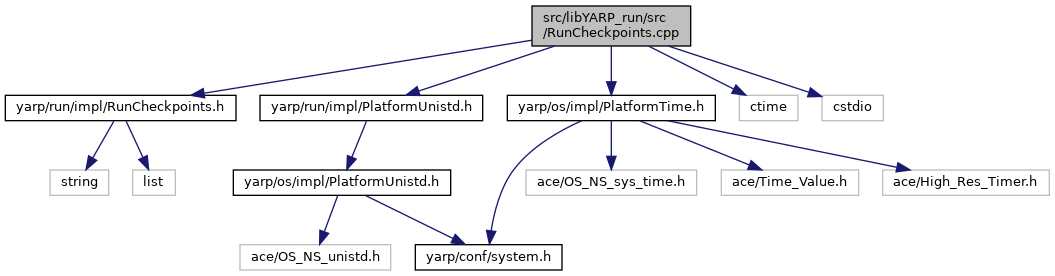 src/libYARP_run/src
/RunCheckpoints.cpp
yarp/run/impl/RunCheckpoints.h
yarp/run/impl/PlatformUnistd.h
yarp/os/impl/PlatformTime.h
ctime
cstdio
string
list
yarp/os/impl/PlatformUnistd.h
ace/OS_NS_sys_time.h
ace/Time_Value.h
ace/High_Res_Timer.h
ace/OS_NS_unistd.h
yarp/conf/system.h